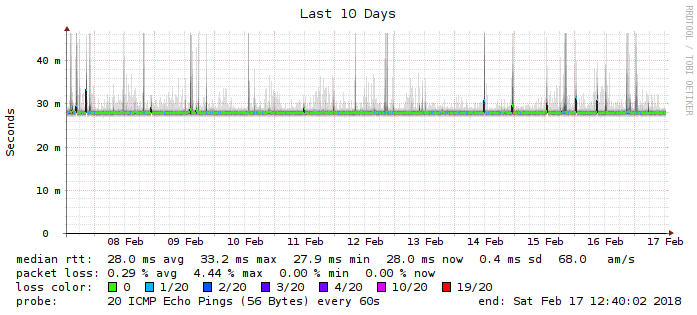 Last 10 Days
RRDTOOL / TOBI OETIKER
Seconds
40 m
30 m
20 m
10 m
0
08 Feb 09 Feb 10 Feb 11 Feb 12 Feb 13 Feb 14 Feb 15 Feb 16 Feb 17 Feb
median rtt: 28.0 ms avg 33.2 ms max 27.9 ms min 28.0 ms now 0.4 ms sd 68.0 am/s
packet loss: 0.29 % avg 4.44 % max 0.00 % min 0.00 % now
loss color: 0 1/20 2/20 3/20 4/20 10/20 19/20
probe: 20 ICMP Echo Pings (56 Bytes) every 60s end: Sat Feb 17 12:40:02 2018